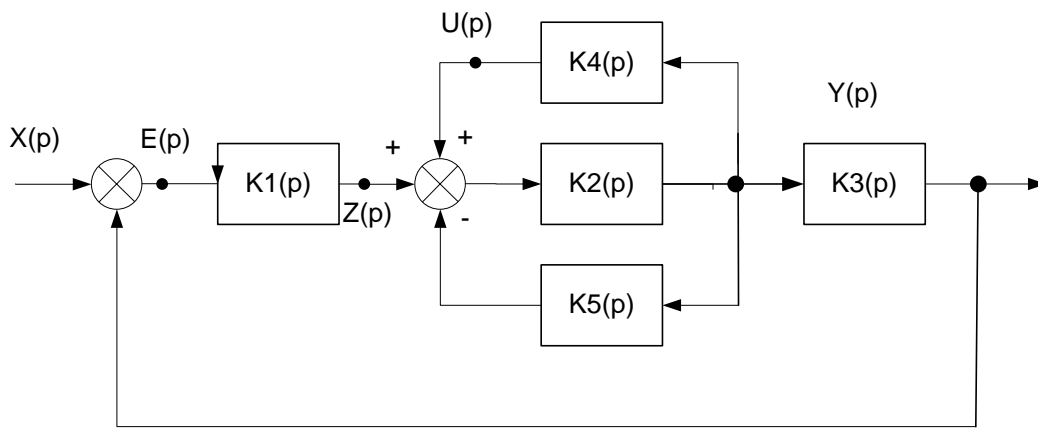 U(p)
K4(p)
Y(p)
X(p)
E(p)
+
+
K1(p)
K2(p)
K3(p)
Z(p)
-
K5(p)